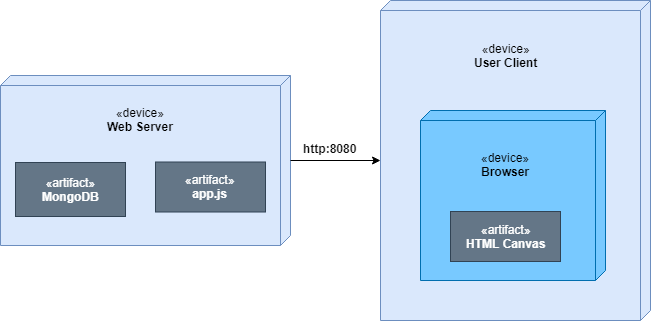 «device»
Web Server
«artifact»
MongoDB
«artifact»
app.js
http:8080
«device»
User Client
«device»
Browser
«artifact»
HTML Canvas